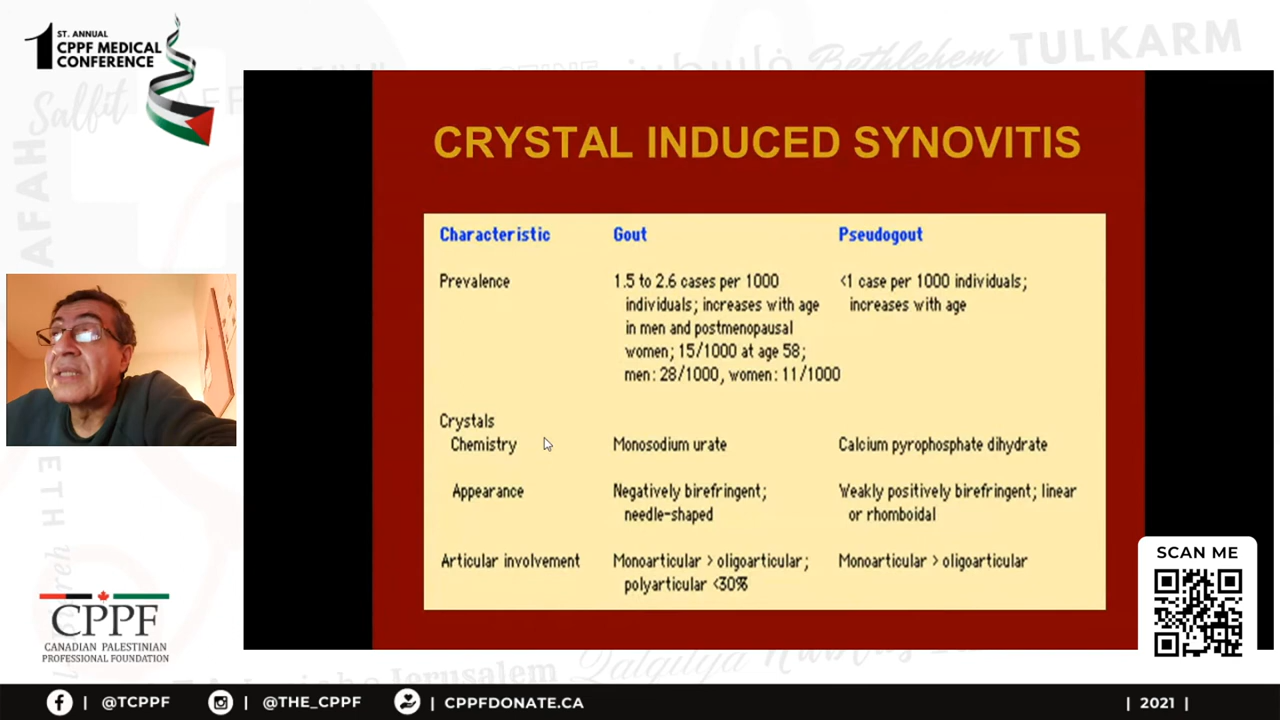 ST. ANNUAL
1 CPPF MEDICAL
CONFERENCE
Salfit
Bethlehem
TULKARM
CRYSTAL INDUCED SYNOVITIS
Characteristic Gout Pseudogout
Prevalence 1.5 to 2.6 cases per 1000 <1 case per 1000 individuals;
individuals; increases with age increases with age
in men and postmenopausal
women; 15/1000 at age 58;
men: 28/1000, women: 11/1000
Crystals
Chemistry Monosodium urate Calcium pyrophosphate dihydrate
Appearance Negatively birefringent; Weakly positively birefringent; linear
needle-shaped or rhomboidal
Articular involvement Monoarticular > oligoarticular; Monoarticular > oligoarticular
polyarticular <30%
SCAN ME
CPPF
CANADIAN PALESTINIAN
PROFESSIONAL FOUNDATION
Jerusalem
Qalqilya
| @TCPPF | @THE_CPPF | CPPFDONATE.CA | 2021 |